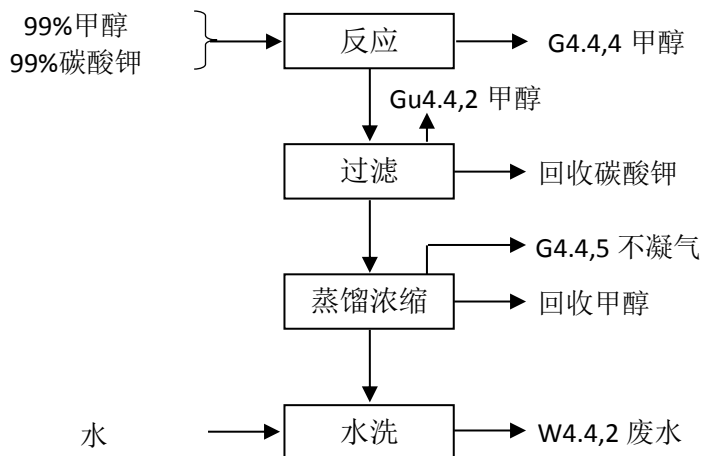 99%甲醇
99%碳酸钾
反应
G4.4,4 甲醇
Gu4.4,2 甲醇
过滤
回收碳酸钾
G4.4,5 不凝气
蒸馏浓缩
回收甲醇
水
水洗
W4.4,2 废水